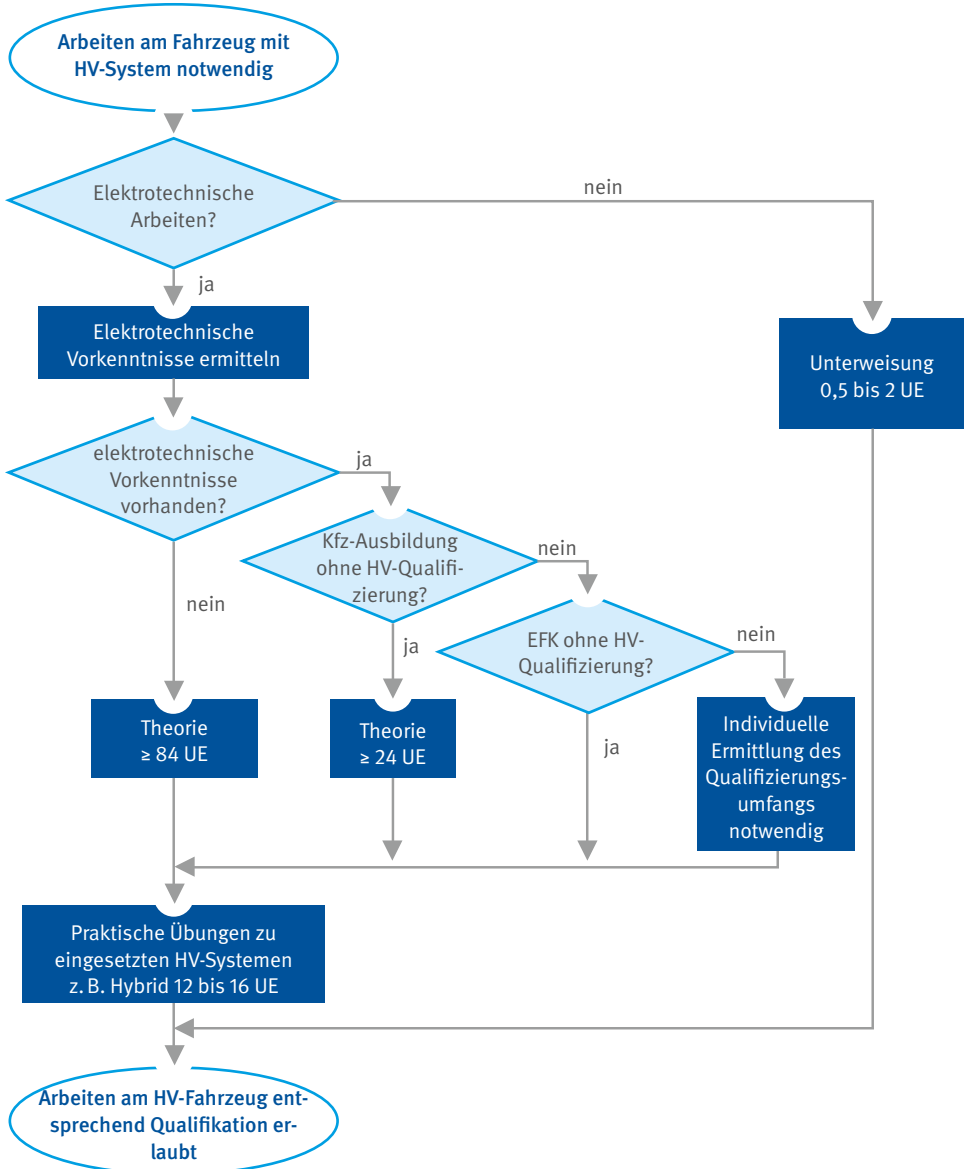 Arbeiten am Fahrzeug mit
HV-System notwendig
Elektrotechnische
Arbeiten?
nein
ja
Elektrotechnische
Vorkenntnisse ermitteln
Unterweisung
0,5 bis 2 UE
elektrotechnische
Vorkenntnisse
vorhanden?
ja
nein
Kfz-Ausbildung
ohne HV-Qualifi-
zierung?
nein
ja
EFK ohne HV-
Qualifizierung?
nein
ja
Theorie
≥ 84 UE
Theorie
≥ 24 UE
Individuelle
Ermittlung des
Qualifizierungs-
umfangs
notwendig
Praktische Übungen zu
eingesetzten HV-Systemen
z. B. Hybrid 12 bis 16 UE
Arbeiten am HV-Fahrzeug ent-
sprechend Qualifikation er-
laubt